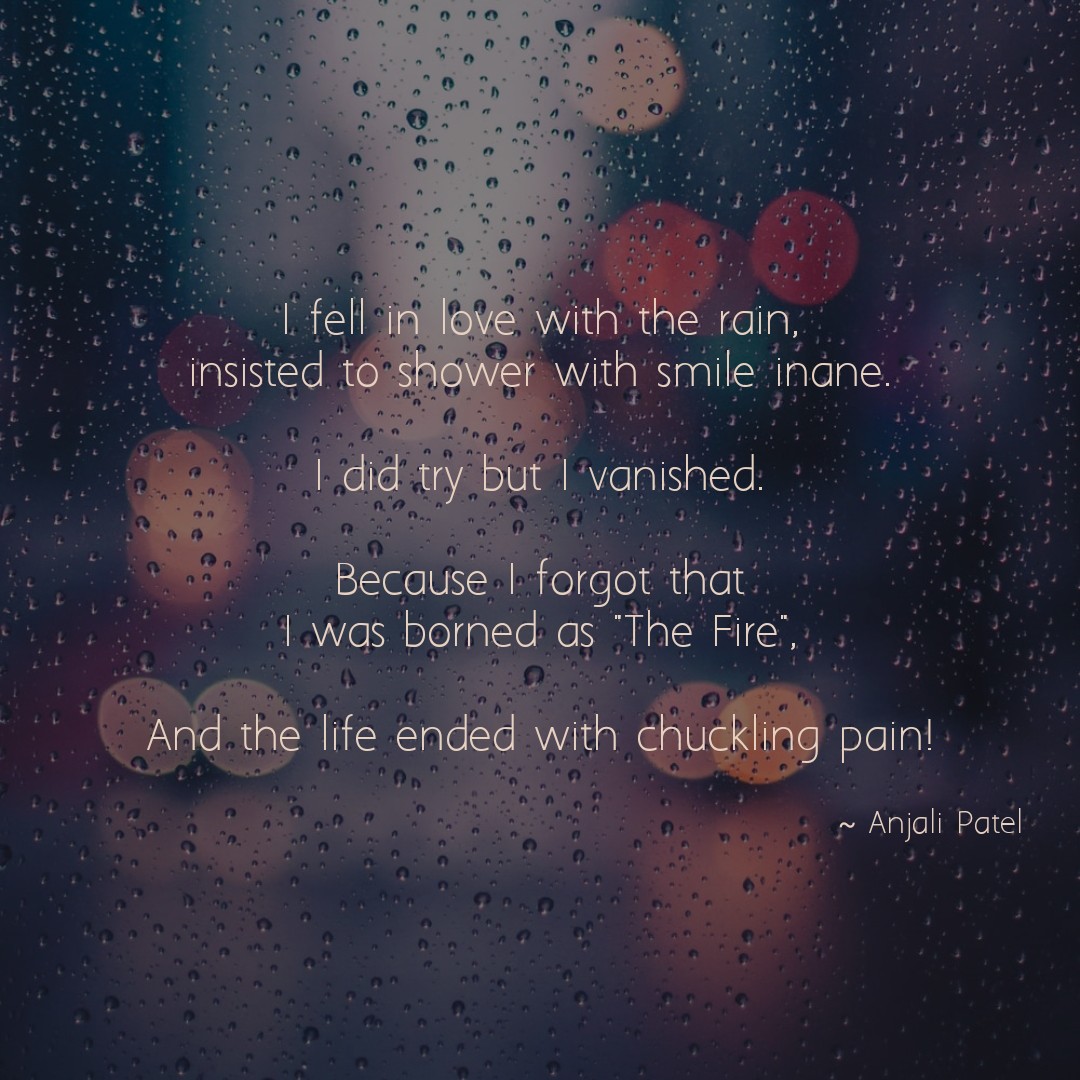 I fell in love with the rain,
insisted to shower with smile inane.
I did try but I vanished.
Because I forgot that
I was borned as "The Fire",
And the life ended with chuckling pain!
~ Anjali Patel